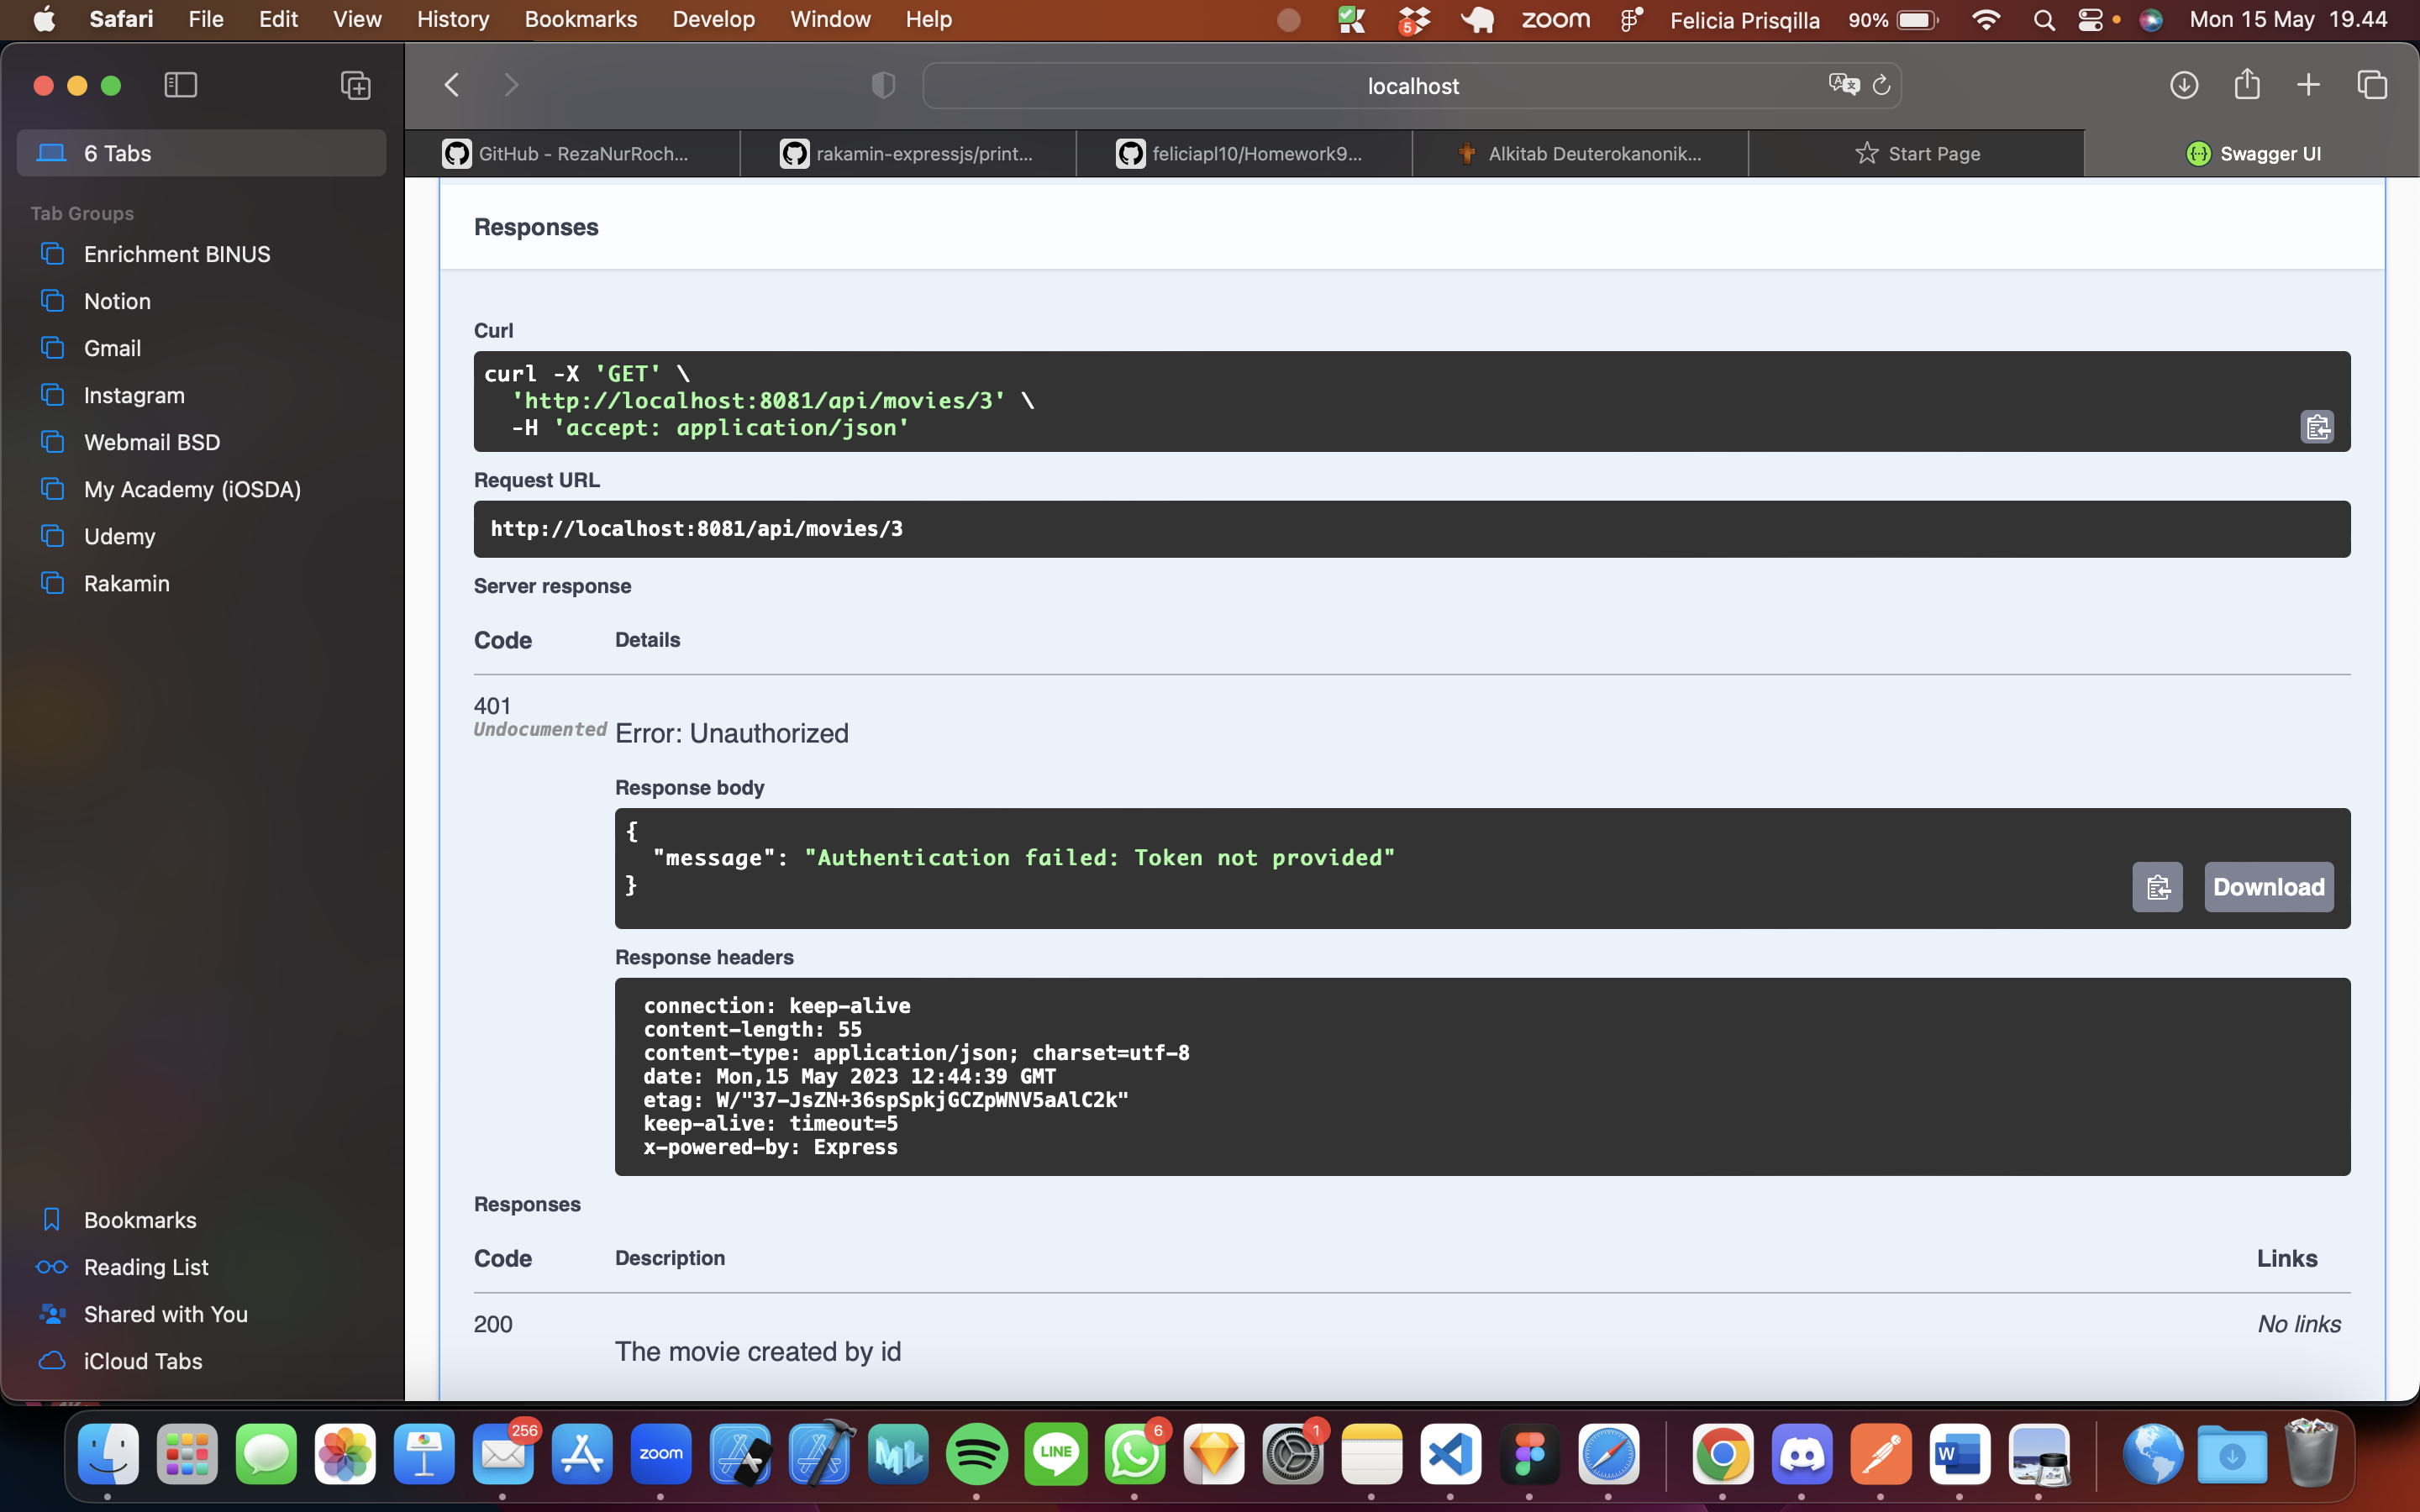 Safari File Edit View History Bookmarks Develop Window Help
5 zoom Felicia Prisqilla 90% Mon 15 May 19.44
localhost
6 Tabs
GitHub - RezaNurRoch...
rakamin-expressjs/print...
feliciapl10/Homework9...
Alkitab Deuterokanonik...
Start Page
Swagger UI
Tab Groups
Enrichment BINUS
Notion
Gmail
Instagram
Webmail BSD
My Academy (iOSDA)
Udemy
Rakamin
Bookmarks
Reading List
Shared with You
iCloud Tabs
Responses
Curl
curl -X 'GET' \
'http://localhost:8081/api/movies/3' \
-H 'accept: application/json'
Request URL
http://localhost:8081/api/movies/3
Server response
Code Details
401
Undocumented
Error: Unauthorized
Response body
{
"message": "Authentication failed: Token not provided"
}
Download
Response headers
connection: keep-alive
content-length: 55
content-type: application/json; charset=utf-8
date: Mon,15 May 2023 12:44:39 GMT
etag: W/"37-JsZN+36spSpkjGCZpWNV5aAlC2k"
keep-alive: timeout=5
x-powered-by: Express
Responses
Code Description Links
200
The movie created by id
No links
256
zoom
ML
LINE
6
1
W